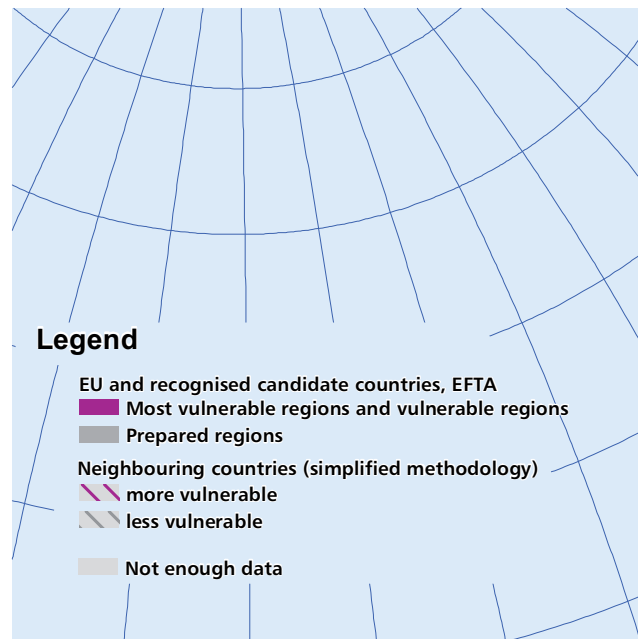 Legend
EU and recognised candidate countries, EFTA
Most vulnerable regions and vulnerable regions
Prepared regions
Neighbouring countries (simplified methodology)
more vulnerable
less vulnerable
Not enough data